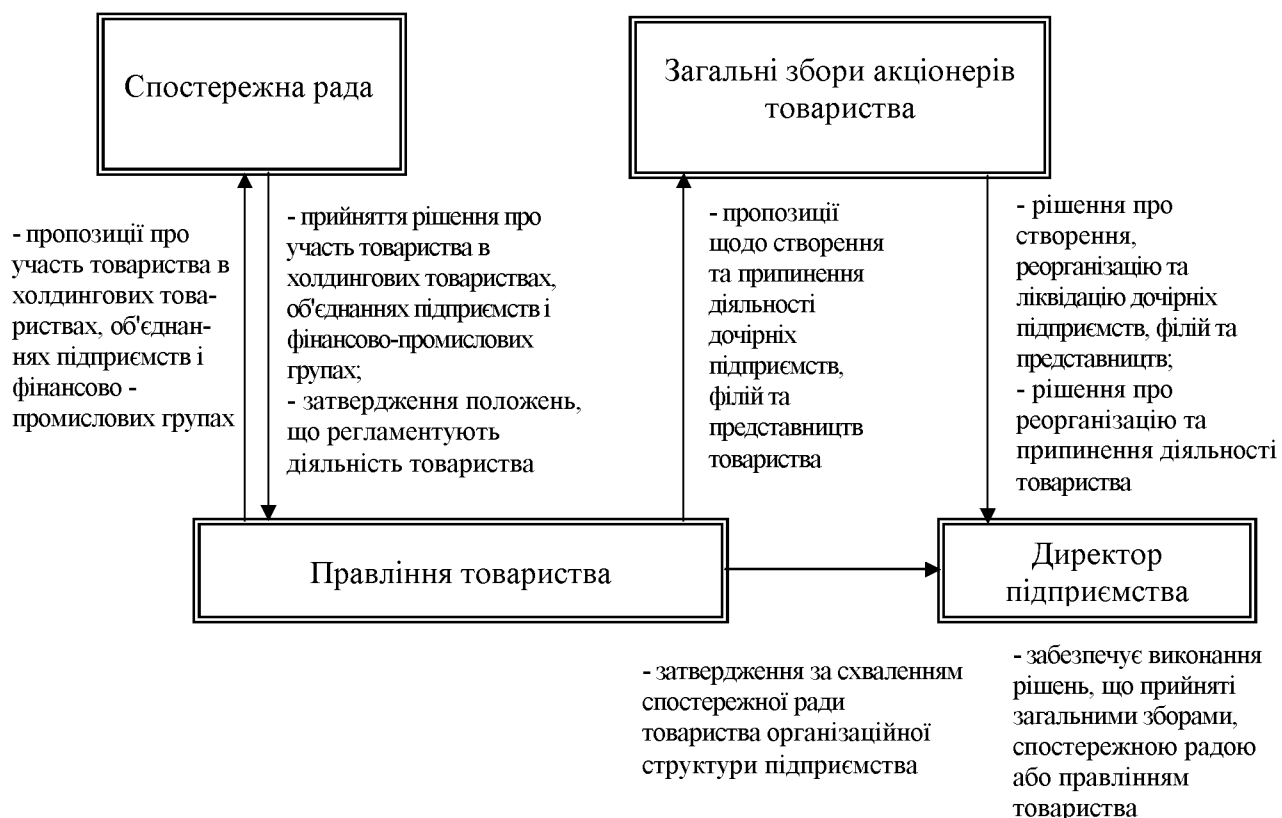 Спостережна рада
Загальні збори акціонерів
товариства
- пропозиції про
участь товариства в
холдингових това-
риствах, об'єднан-
нях підприємств і
фінансово -
промислових групах
- прийняття рішення про
участь товариства в
холдингових товариствах,
об'єднаннях підприємств і
фінансово-промислових
групах;
- затвердження положень,
що регламентують
діяльність товариства
- пропозиції
щодо створення
та припинення
діяльності
дочірніх
підприємств,
філій та
представництв
товариства
- рішення про
створення,
реорганізацію та
ліквідацію дочірніх
підприємств, філій та
представництв;
- рішення про
реорганізацію та
припинення діяльності
товариства
Правління товариства
Директор
підприємства
- затвердження за схваленням
спостережної ради
товариства організаційної
структури підприємства
- забезпечує виконання
рішень, що прийняті
загальними зборами,
спостережною радою
або правлінням
товариства